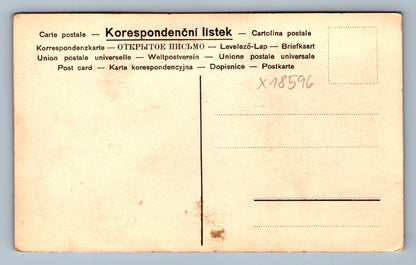 Carte postale — Korespondenční lístek — Cartolina postale
Korrespondenzkarte — ОТКРЫТОЕ ПИСЬМО — Levelező-Lap — Briefkaart
Union postale universelle — Weltpostverein — Unione postale universale
Post card — Karta korespondencyjna — Dopisnice — Postkarte
X18596